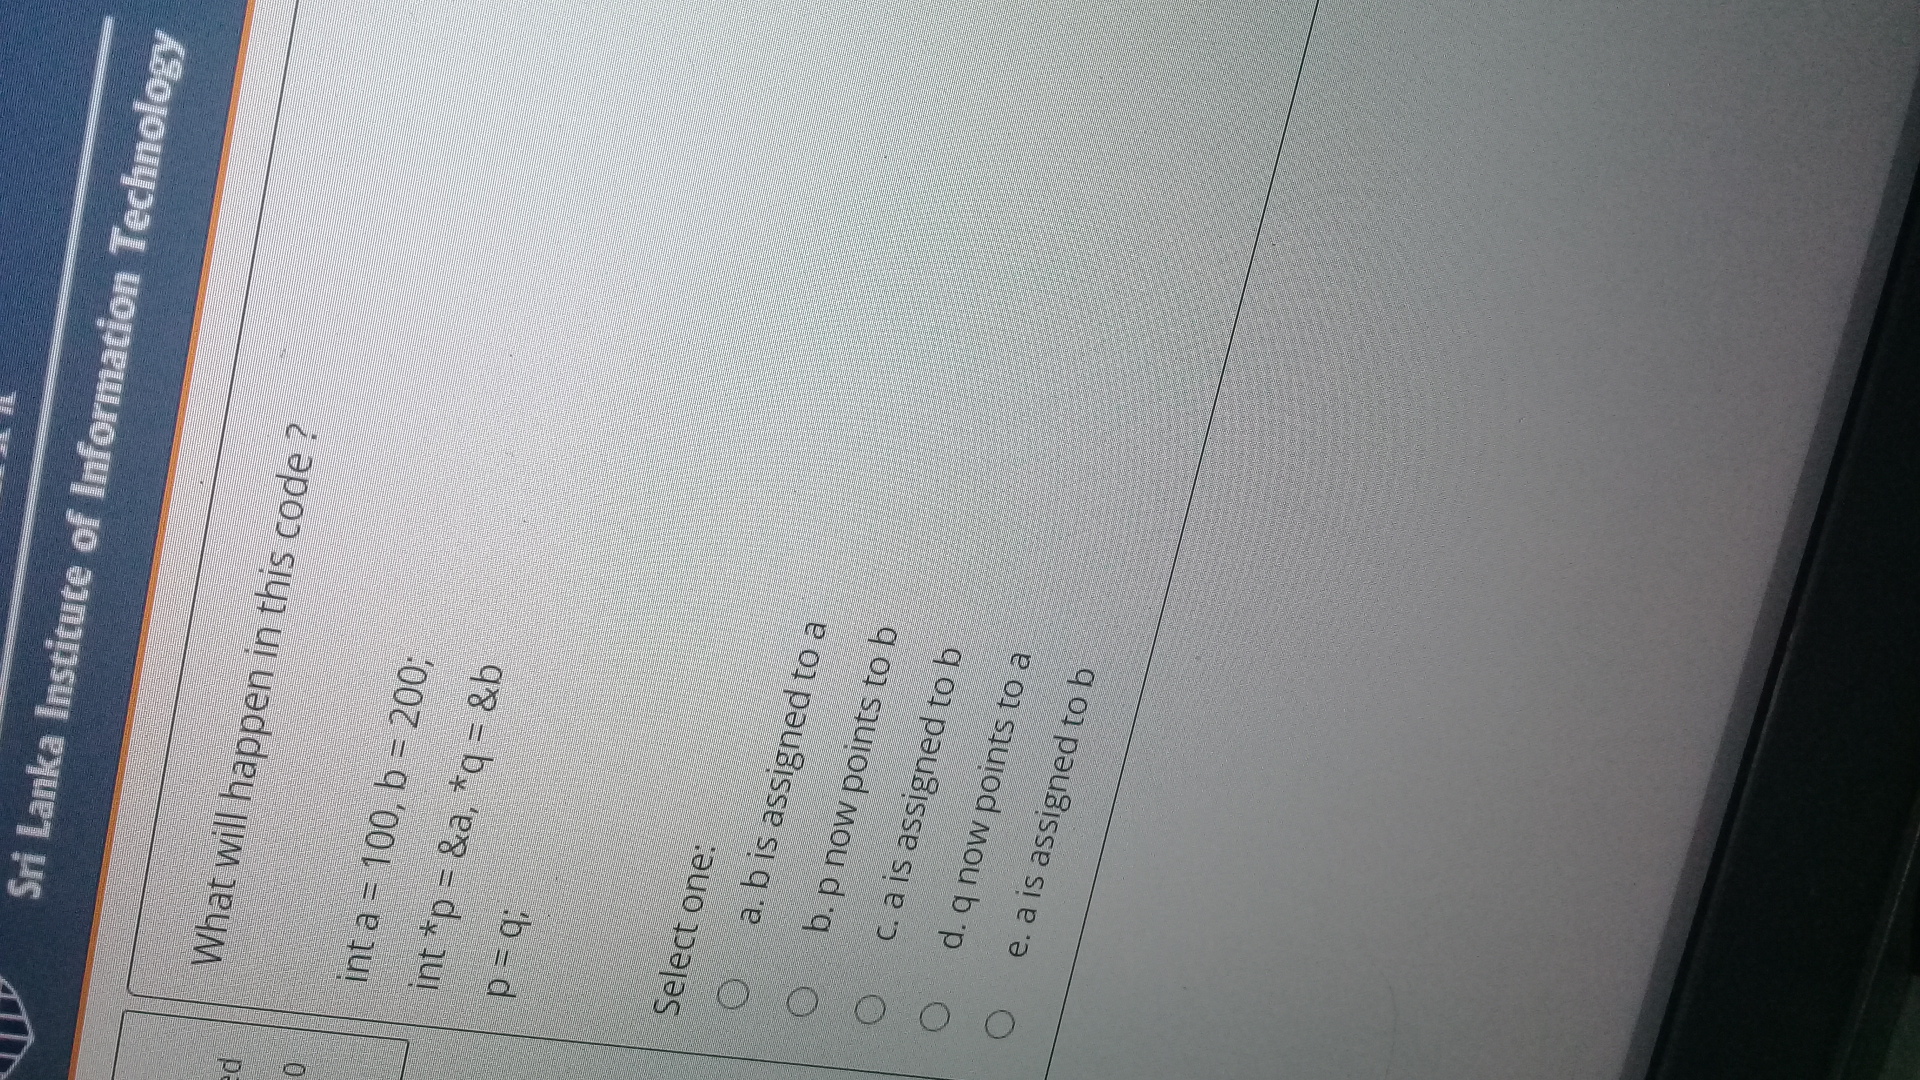 Sri Lanka Institute of Information Technology
ed
0
What will happen in this code ?
int a = 100, b = 200;
int *p = &a, *q = &b
p = q;
Select one:
a. b is assigned to a
b. p now points to b
c. a is assigned to b
d. q now points to a
e. a is assigned to b